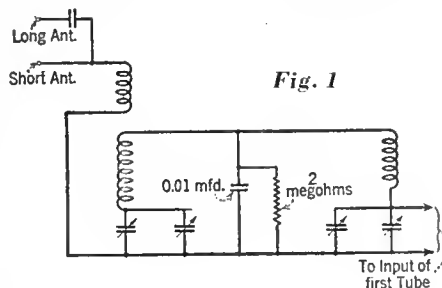 Long Ant.
Short Ant.
Fig. 1
0.01 mfd.
2
megohms
To Input of
first Tube